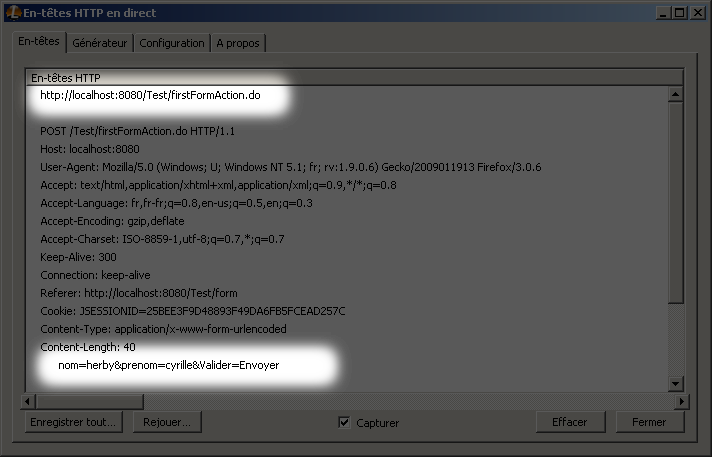 En-têtes HTTP en direct
En-têtes Générateur Configuration A propos
En-têtes HTTP
http://localhost:8080/Test/firstFormAction.do
POST /Test/firstFormAction.do HTTP/1.1
Host: localhost:8080
User-Agent: Mozilla/5.0 (Windows; U; Windows NT 5.1; fr; rv:1.9.0.6) Gecko/2009011913 Firefox/3.0.6
Accept: text/html,application/xhtml+xml,application/xml;q=0.9,*/*;q=0.8
Accept-Language: fr,fr-fr;q=0.8,en-us;q=0.5,en;q=0.3
Accept-Encoding: gzip,deflate
Accept-Charset: ISO-8859-1,utf-8;q=0.7,*;q=0.7
Keep-Alive: 300
Connection: keep-alive
Referer: http://localhost:8080/Test/form
Cookie: JSESSIONID=25BEE3F9D48893F49DA6FB5FCEAD257C
Content-Type: application/x-www-form-urlencoded
Content-Length: 40
nom=herby&prenom=cyrille&Valider=Envoyer
Enregistrer tout... Rejouer... Capturer Effacer Fermer